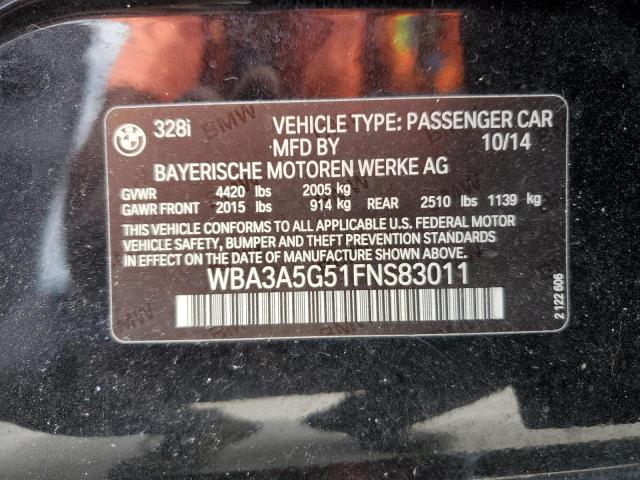 BMW 328i VEHICLE TYPE: PASSENGER CAR
MFD BY 10/14
BAYERISCHE MOTOREN WERKE AG
GVWR 4420 lbs 2005 kg
GAWR FRONT 2015 lbs 914 kg REAR 2510 lbs 1139 kg
THIS VEHICLE CONFORMS TO ALL APPLICABLE U.S. FEDERAL MOTOR
VEHICLE SAFETY, BUMPER AND THEFT PREVENTION STANDARDS
IN EFFECT ON THE DATE OF MANUFACTURE SHOWN ABOVE.
WBA3A5G51FNS83011
2 122 606